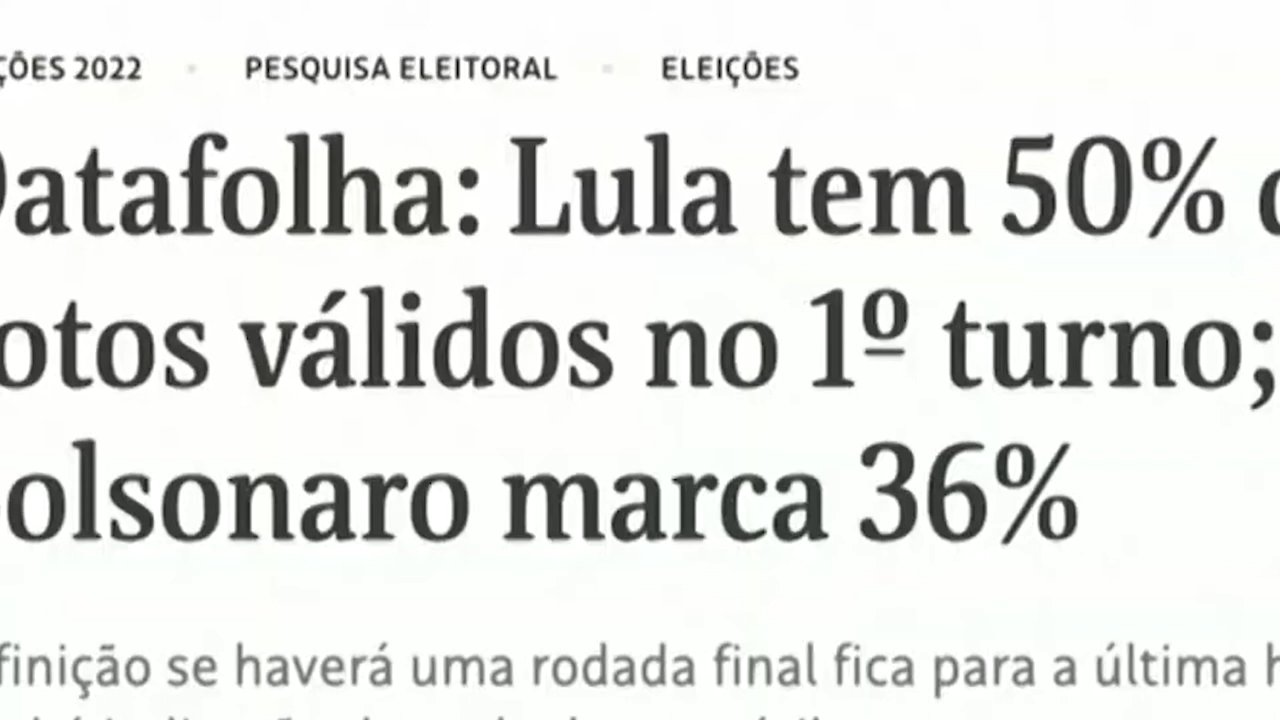 ÇÕES 2022 PESQUISA ELEITORAL ELEIÇÕES
Datafolha: Lula tem 50%
otos válidos no 1º turno;
olsonaro marca 36%
finição se haverá uma rodada final fica para a última